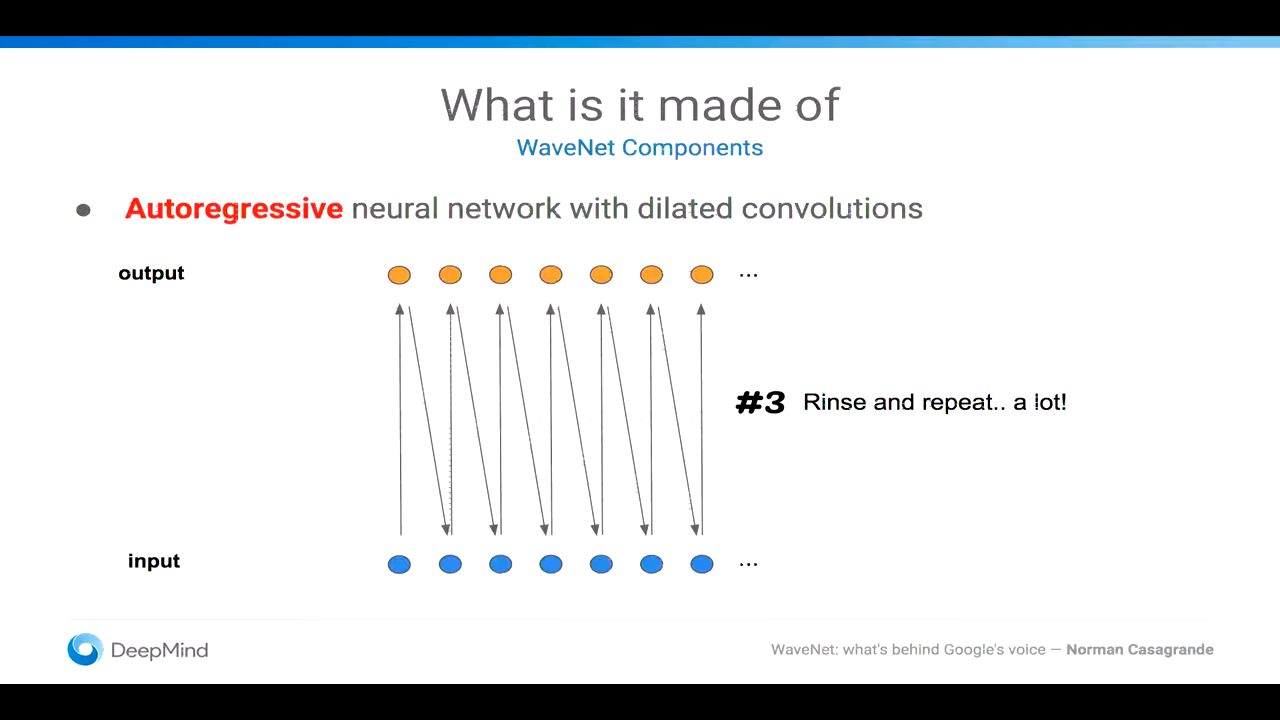 What is it made of
WaveNet Components
● Autoregressive neural network with dilated convolutions
output ...
#3 Rinse and repeat.. a lot!
input ...
DeepMind
WaveNet: what's behind Google's voice — Norman Casagrande